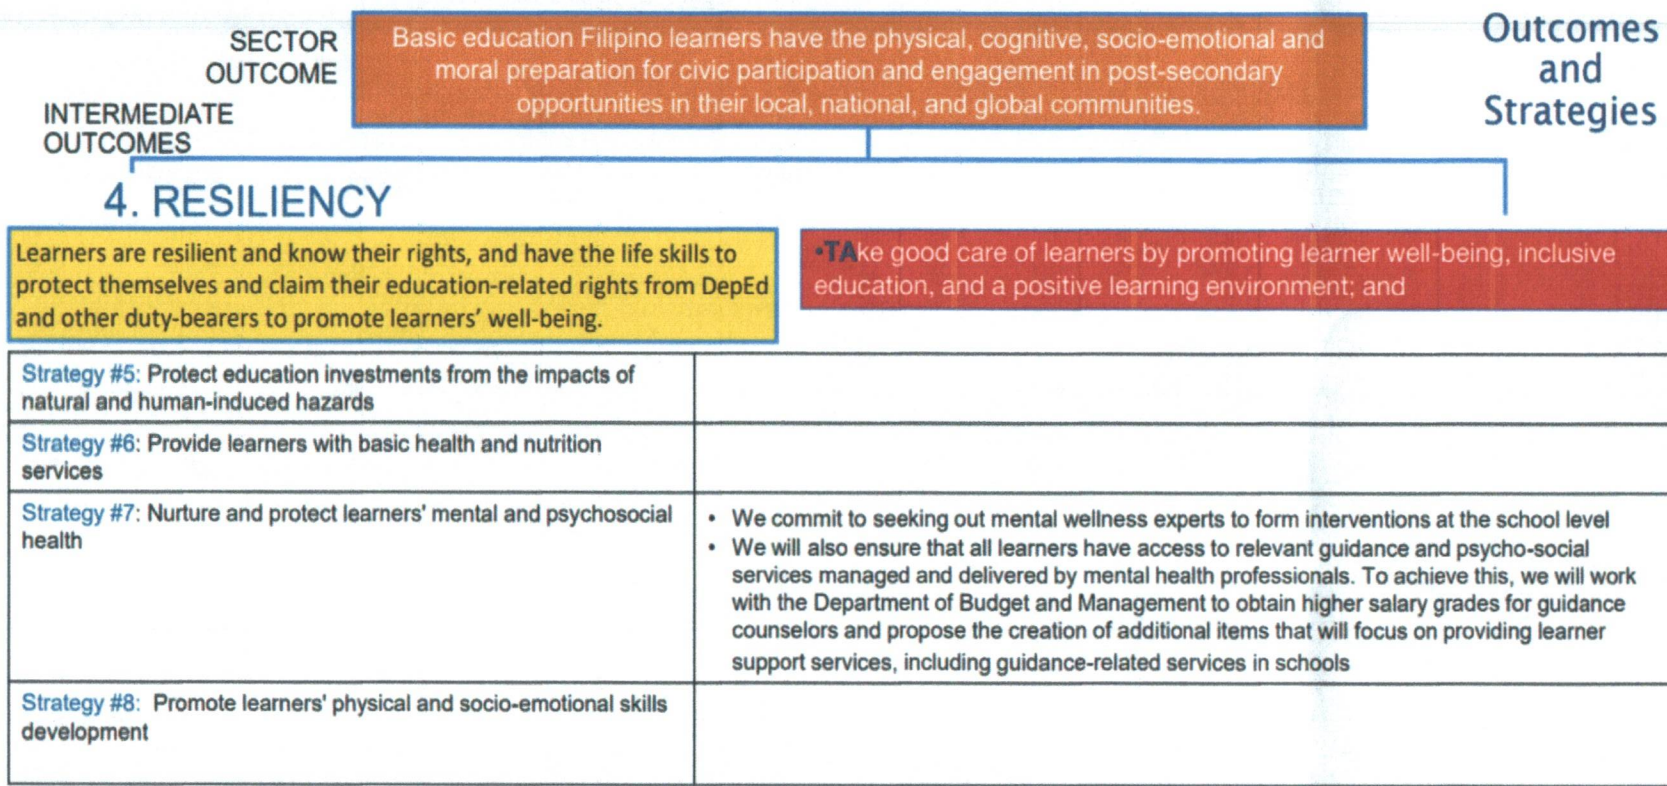 SECTOR
OUTCOME
Basic education Filipino learners have the physical, cognitive, socio-emotional and
moral preparation for civic participation and engagement in post-secondary
opportunities in their local, national, and global communities.
Outcomes
and
Strategies
INTERMEDIATE
OUTCOMES
4. RESILIENCY
Learners are resilient and know their rights, and have the life skills to
protect themselves and claim their education-related rights from DepEd
and other duty-bearers to promote learners' well-being.
•TAke good care of learners by promoting learner well-being, inclusive
education, and a positive learning environment; and
Strategy #5: Protect education investments from the impacts of
natural and human-induced hazards
Strategy #6: Provide learners with basic health and nutrition
services
Strategy #7: Nurture and protect learners' mental and psychosocial
health
• We commit to seeking out mental wellness experts to form interventions at the school level
• We will also ensure that all learners have access to relevant guidance and psycho-social
services managed and delivered by mental health professionals. To achieve this, we will work
with the Department of Budget and Management to obtain higher salary grades for guidance
counselors and propose the creation of additional items that will focus on providing learner
support services, including guidance-related services in schools
Strategy #8: Promote learners' physical and socio-emotional skills
development